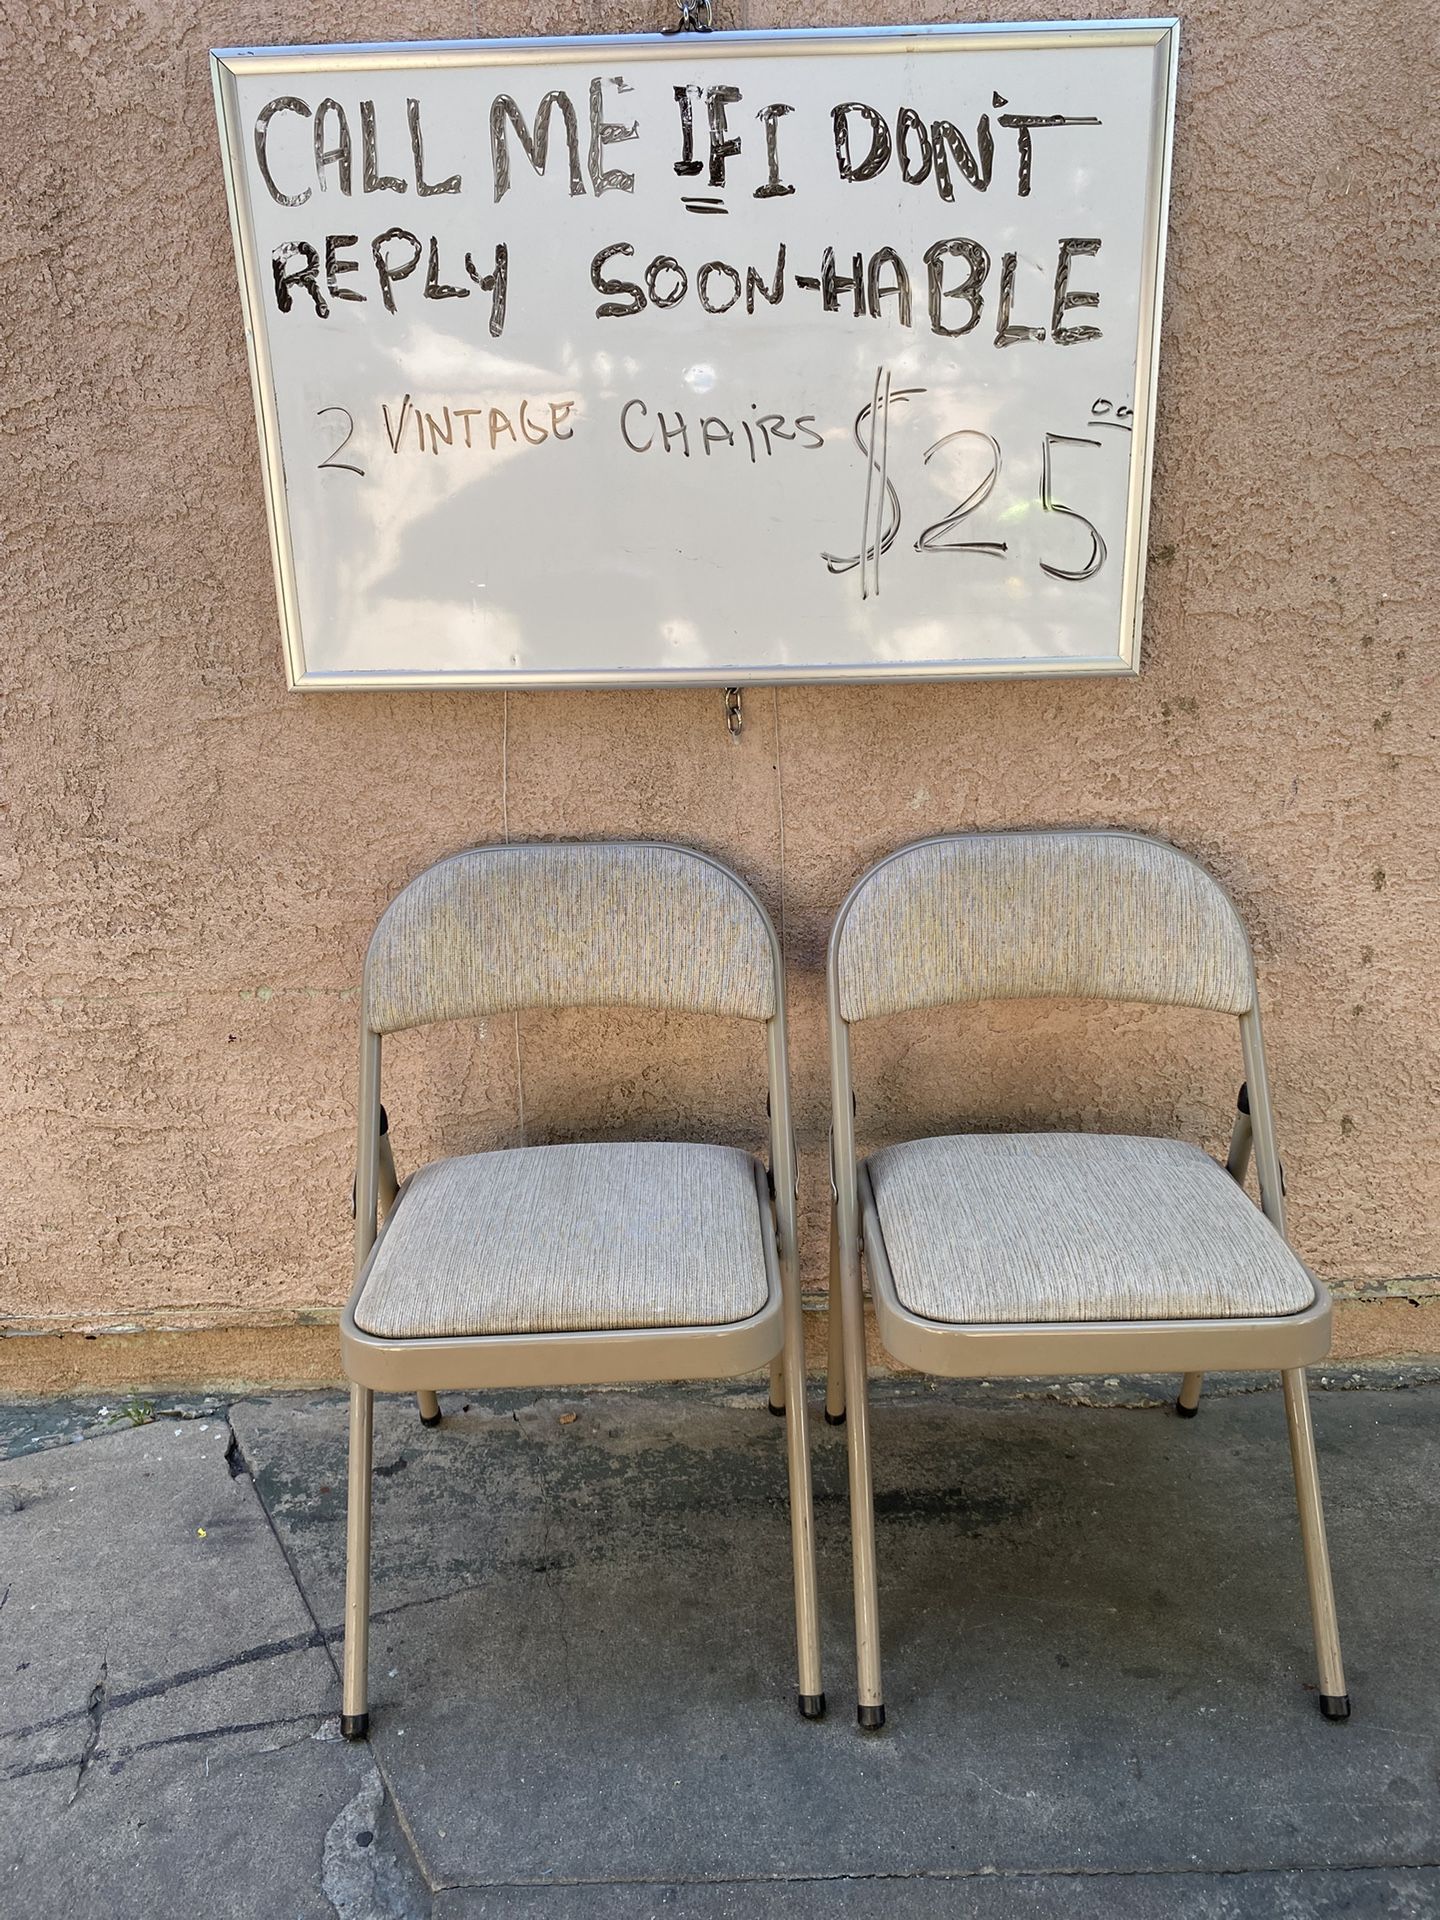 CALL ME IF I DON'T
REPLY SOON-HABLE
2 VINTAGE CHAIRS $25.00